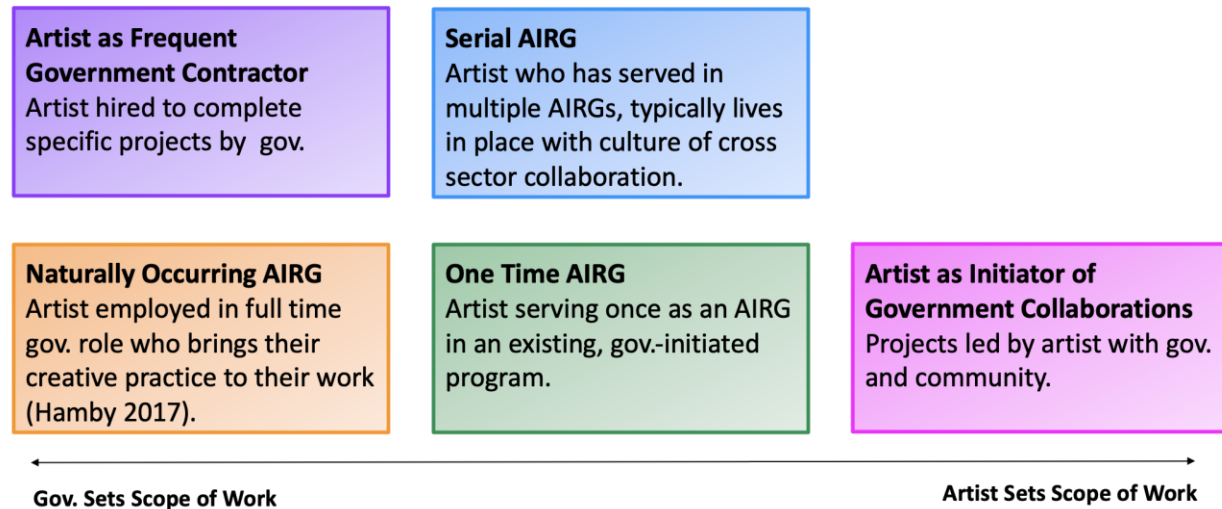 Artist as Frequent
Government Contractor
Artist hired to complete
specific projects by  gov.
Serial AIRG
Artist who has served in
multiple AIRGs, typically lives
in place with culture of cross
sector collaboration.
Naturally Occurring AIRG
Artist employed in full time
gov. role who brings their
creative practice to their work
(Hamby 2017).
One Time AIRG
Artist serving once as an AIRG
in an existing, gov.-initiated
program.
Artist as Initiator of
Government Collaborations
Projects led by artist with gov.
and community.
Gov. Sets Scope of Work
Artist Sets Scope of Work